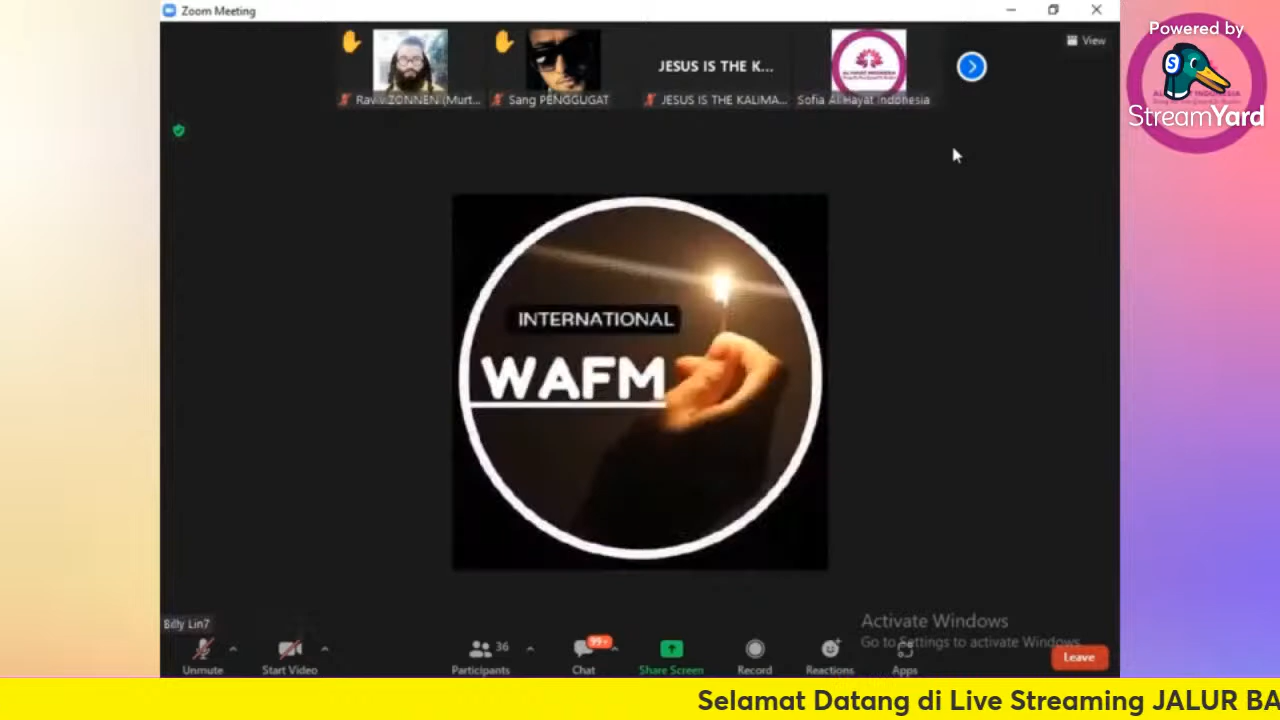 Zoom Meeting
Powered by
StreamYard
View
JESUS IS THE K...
Sang PENGGUGAT
JESUS IS THE KALIMA...
Sofia Al Hayat Indonesia
INTERNATIONAL
WAFM
Billy Lin7
Activate Windows
Go to Settings to activate Windows.
Unmute
Start Video
36
Participants
99+
Chat
Share Screen
Record
Reactions
Apps
Leave
Selamat Datang di Live Streaming JALUR BA